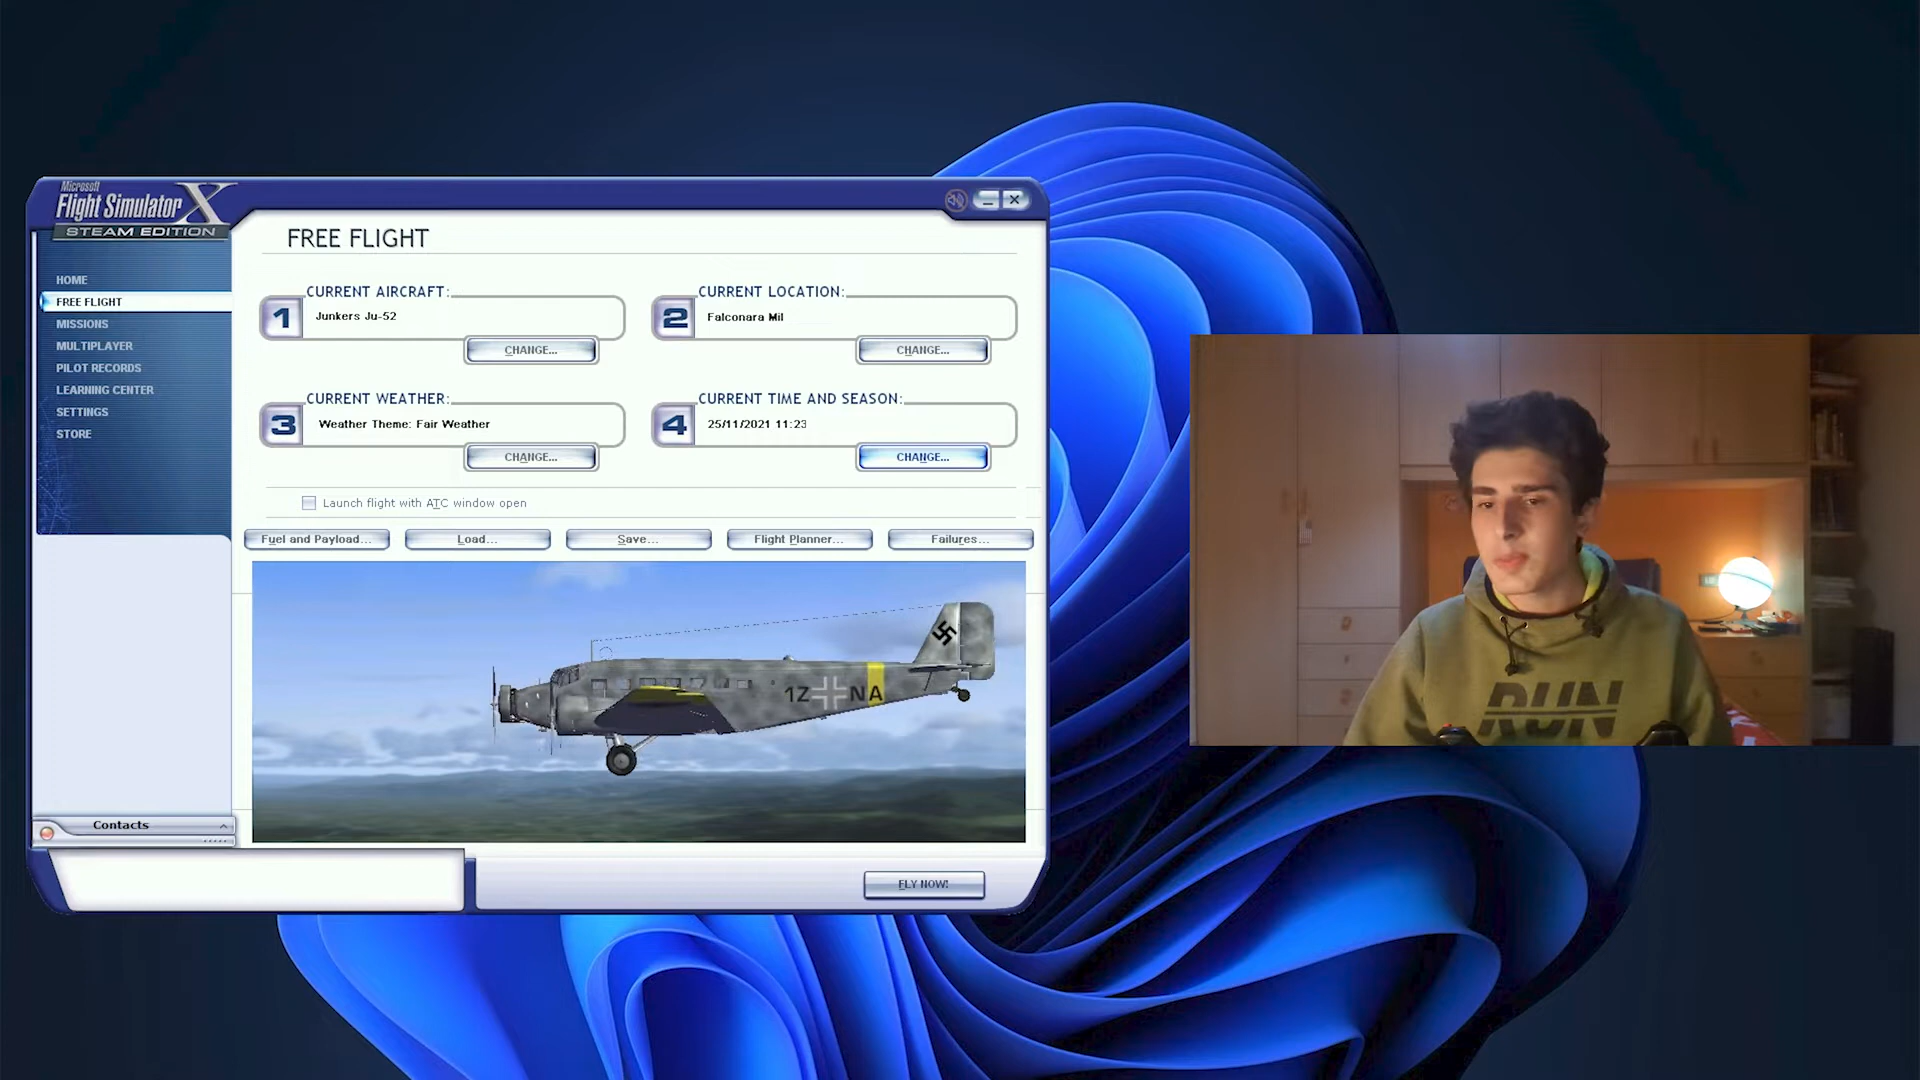 Microsoft
Flight Simulator X
STEAM EDITION
HOME
FREE FLIGHT
MISSIONS
MULTIPLAYER
PILOT RECORDS
LEARNING CENTER
SETTINGS
STORE
Contacts
FREE FLIGHT
1
CURRENT AIRCRAFT:
Junkers Ju-52
CHANGE...
2
CURRENT LOCATION:
Falconara Mil
CHANGE...
3
CURRENT WEATHER:
Weather Theme: Fair Weather
CHANGE...
4
CURRENT TIME AND SEASON:
25/11/2021 11:23
CHANGE...
Launch flight with ATC window open
Fuel and Payload...
Load...
Save...
Flight Planner...
Failures...
1Z NA
FLY NOW!
RUN